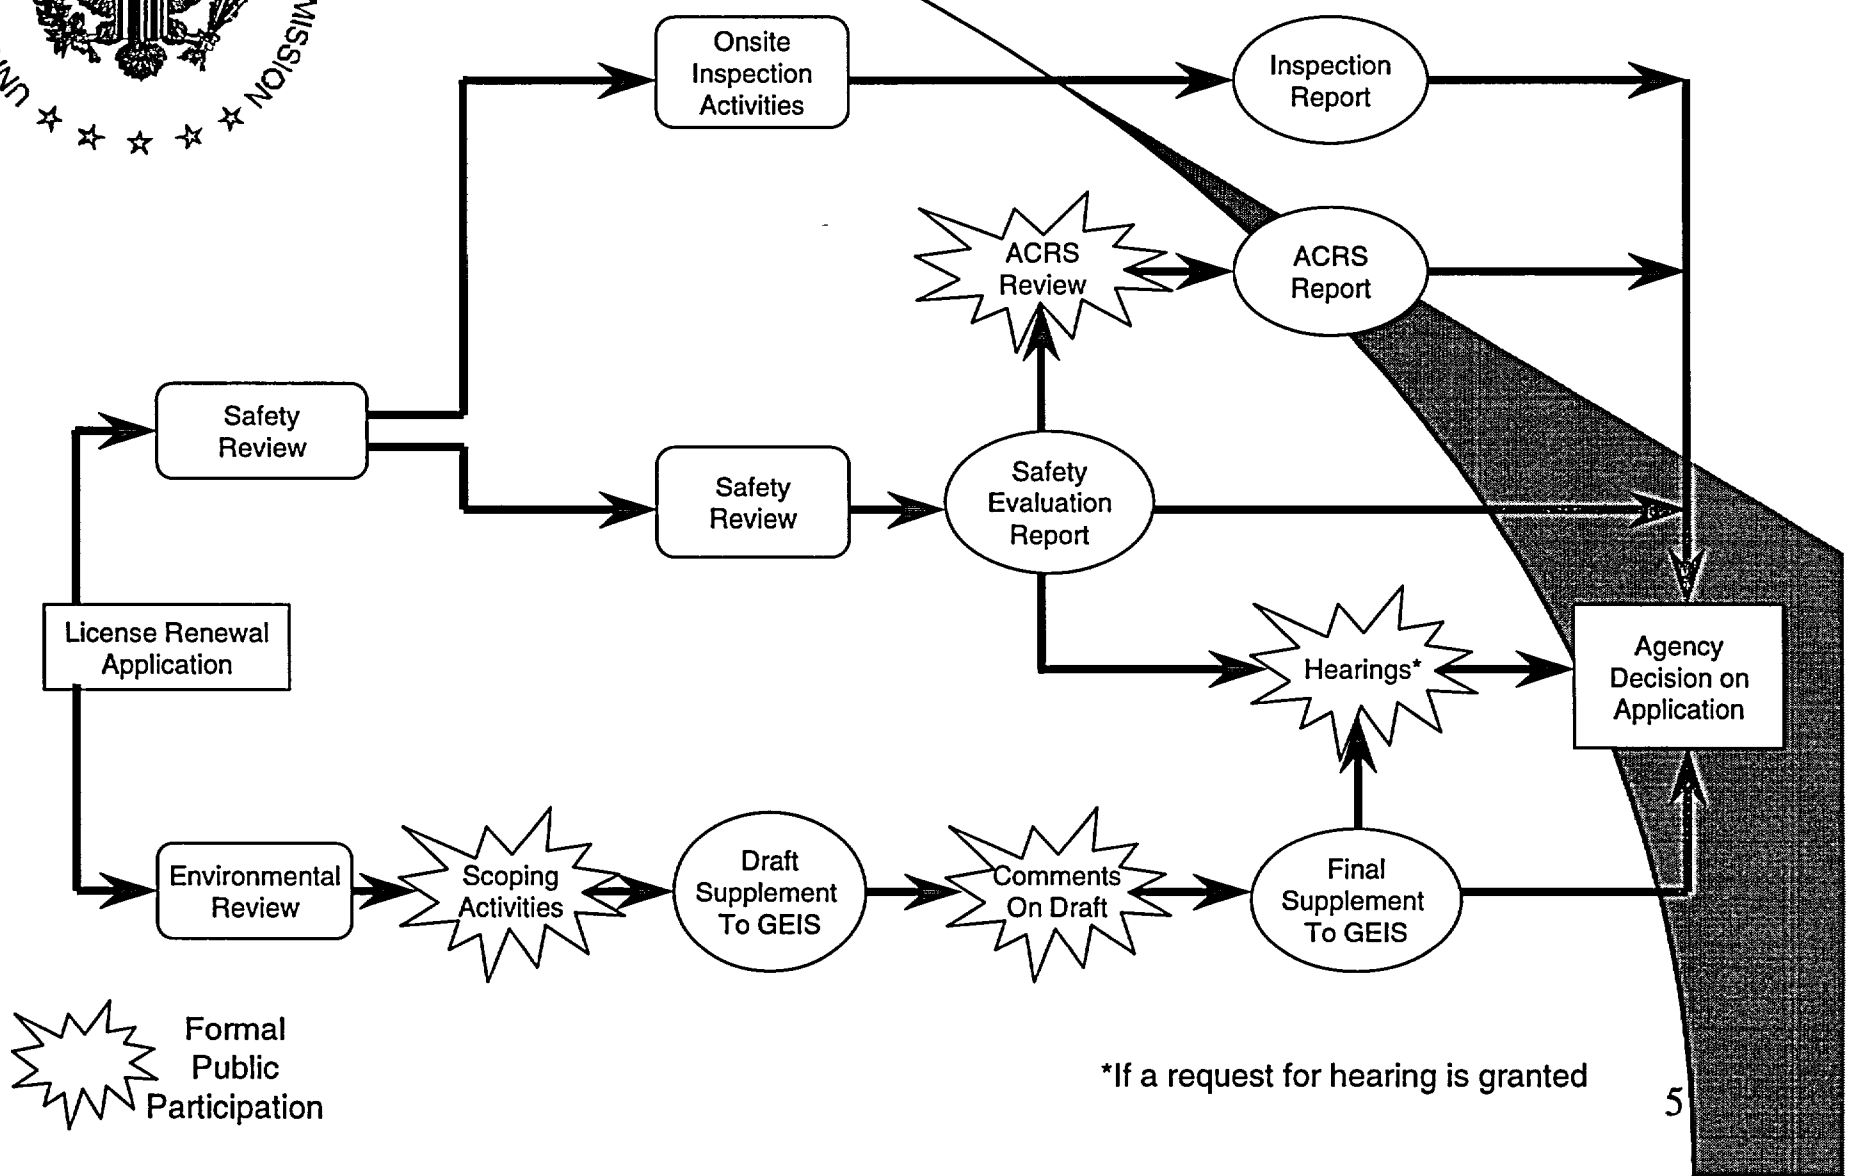 UN
MISSION
Onsite
Inspection
Activities
Inspection
Report
ACRS
Review
ACRS
Report
Safety
Review
Safety
Review
Safety
Evaluation
Report
License Renewal
Application
Hearings*
Agency
Decision on
Application
Environmental
Review
Scoping
Activities
Draft
Supplement
To GEIS
Comments
On Draft
Final
Supplement
To GEIS
Formal
Public
Participation
*If a request for hearing is granted
5